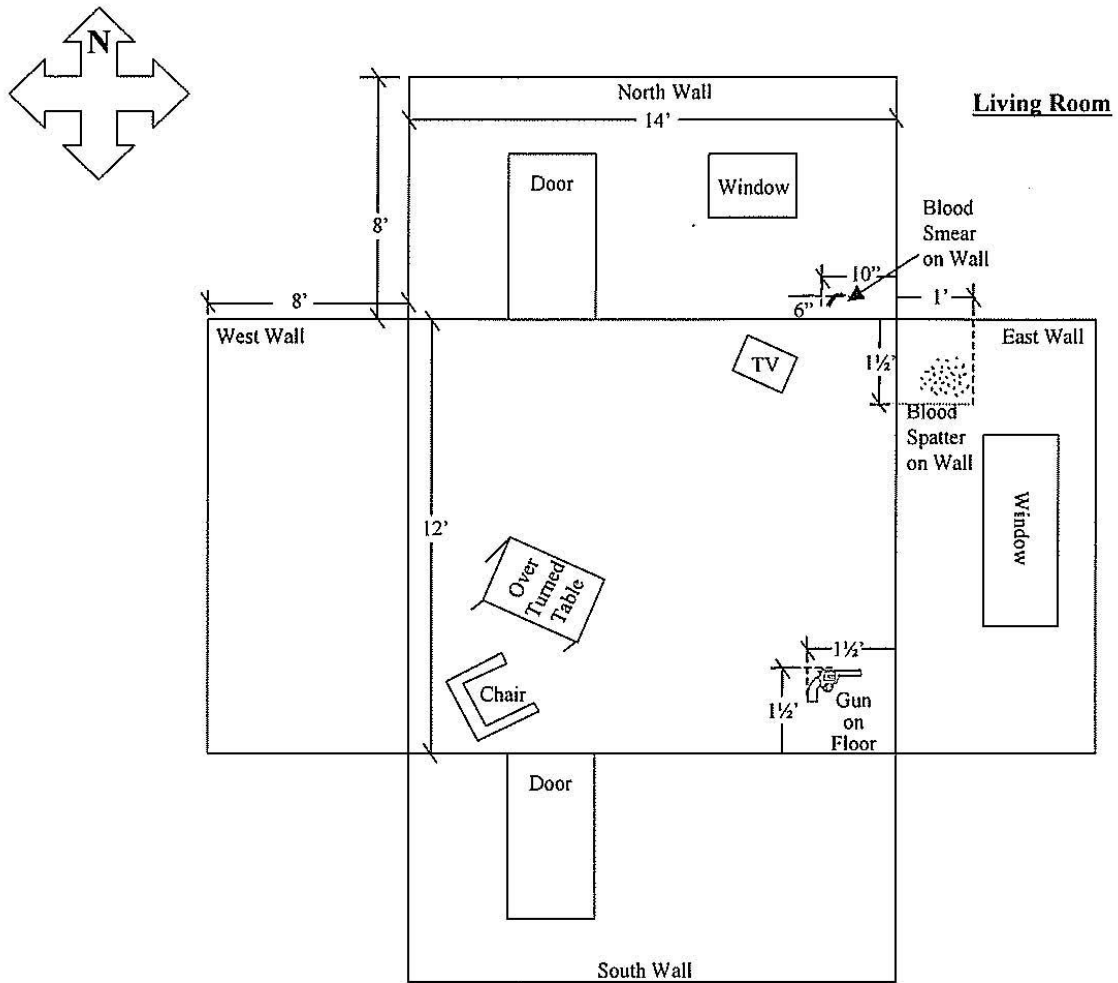 N
North Wall
14'
Living Room
Door
Window
Blood
Smear
on Wall
8'
10"
8'
6"
1'
West Wall
East Wall
TV
1½'
Blood
Spatter
on Wall
Window
12'
Over
Turned
Table
1½'
Chair
1½'
Gun
on
Floor
Door
South Wall